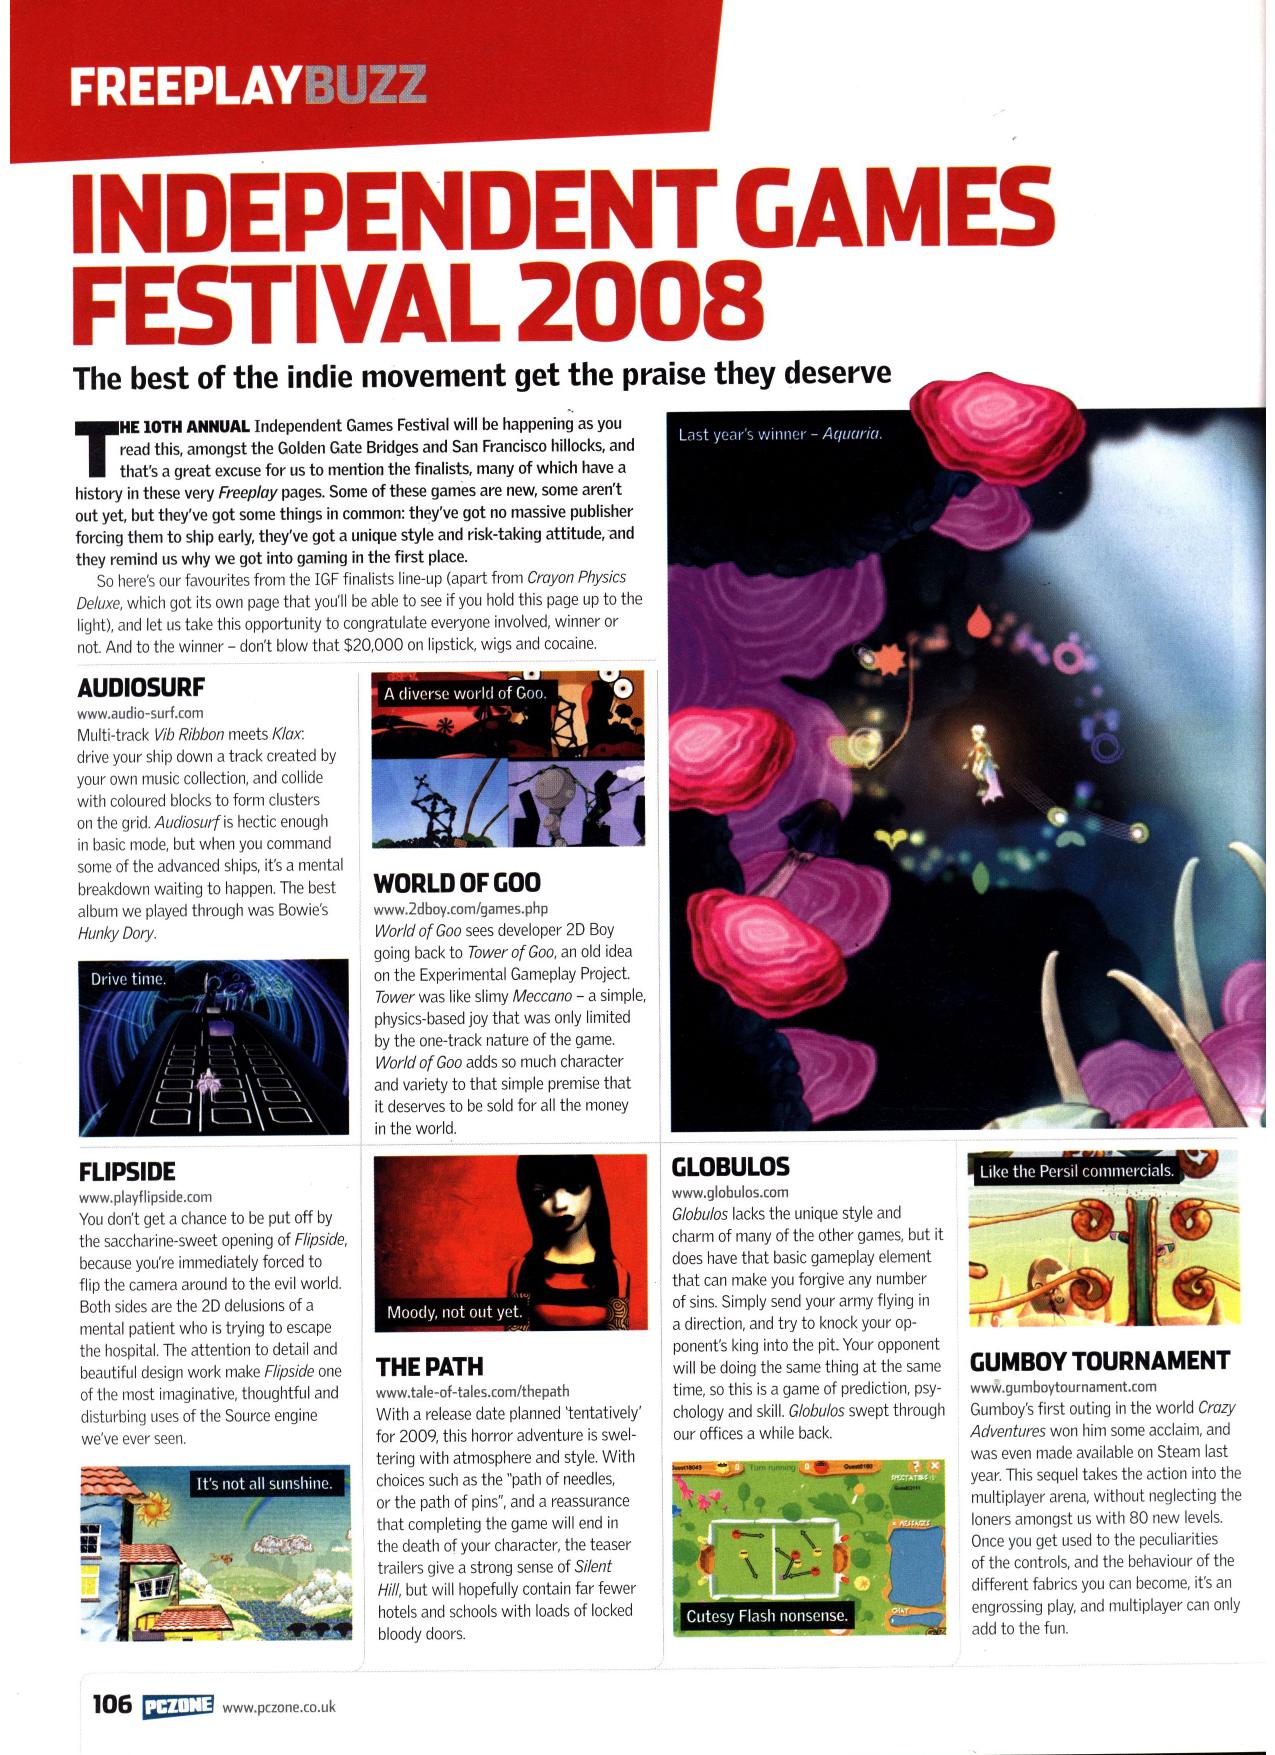 FREEPLAYBUZZ
INDEPENDENT GAMES
FESTIVAL 2008
The best of the indie movement get the praise they deserve
THE 10TH ANNUAL Independent Games Festival will be happening as you
read this, amongst the Golden Gate Bridges and San Francisco hillocks, and
that's a great excuse for us to mention the finalists, many of which have a
history in these very Freeplay pages. Some of these games are new, some aren't
out yet, but they've got some things in common: they've got no massive publisher
forcing them to ship early, they've got a unique style and risk-taking attitude, and
they remind us why we got into gaming in the first place.
So here's our favourites from the IGF finalists line-up (apart from Crayon Physics
Deluxe, which got its own page that you'll be able to see if you hold this page up to the
light), and let us take this opportunity to congratulate everyone involved, winner or
not. And to the winner – don't blow that $20,000 on lipstick, wigs and cocaine.
Last year's winner – Aquaria.
AUDIOSURF
www.audio-surf.com
Multi-track Vib Ribbon meets Klax:
drive your ship down a track created by
your own music collection, and collide
with coloured blocks to form clusters
on the grid. Audiosurf is hectic enough
in basic mode, but when you command
some of the advanced ships, it's a mental
breakdown waiting to happen. The best
album we played through was Bowie's
Hunky Dory.
Drive time.
A diverse world of Goo.
WORLD OF GOO
www.2dboy.com/games.php
World of Goo sees developer 2D Boy
going back to Tower of Goo, an old idea
on the Experimental Gameplay Project.
Tower was like slimy Meccano – a simple,
physics-based joy that was only limited
by the one-track nature of the game.
World of Goo adds so much character
and variety to that simple premise that
it deserves to be sold for all the money
in the world.
FLIPSIDE
www.playflipside.com
You don't get a chance to be put off by
the saccharine-sweet opening of Flipside,
because you're immediately forced to
flip the camera around to the evil world.
Both sides are the 2D delusions of a
mental patient who is trying to escape
the hospital. The attention to detail and
beautiful design work make Flipside one
of the most imaginative, thoughtful and
disturbing uses of the Source engine
we've ever seen.
It's not all sunshine.
Moody, not out yet.
THE PATH
www.tale-of-tales.com/thepath
With a release date planned 'tentatively'
for 2009, this horror adventure is swel-
tering with atmosphere and style. With
choices such as the "path of needles,
or the path of pins", and a reassurance
that completing the game will end in
the death of your character, the teaser
trailers give a strong sense of Silent
Hill, but will hopefully contain far fewer
hotels and schools with loads of locked
bloody doors.
GLOBULOS
www.globulos.com
Globulos lacks the unique style and
charm of many of the other games, but it
does have that basic gameplay element
that can make you forgive any number
of sins. Simply send your army flying in
a direction, and try to knock your op-
ponent's king into the pit. Your opponent
will be doing the same thing at the same
time, so this is a game of prediction, psy-
chology and skill. Globulos swept through
our offices a while back.
Turn running
SPECTATORS
MESSAGES
CHAT
Cutesy Flash nonsense.
Like the Persil commercials.
GUMBOY TOURNAMENT
www.gumboytournament.com
Gumboy's first outing in the world Crazy
Adventures won him some acclaim, and
was even made available on Steam last
year. This sequel takes the action into the
multiplayer arena, without neglecting the
loners amongst us with 80 new levels.
Once you get used to the peculiarities
of the controls, and the behaviour of the
different fabrics you can become, it's an
engrossing play, and multiplayer can only
add to the fun.
106 PCZONE www.pczone.co.uk